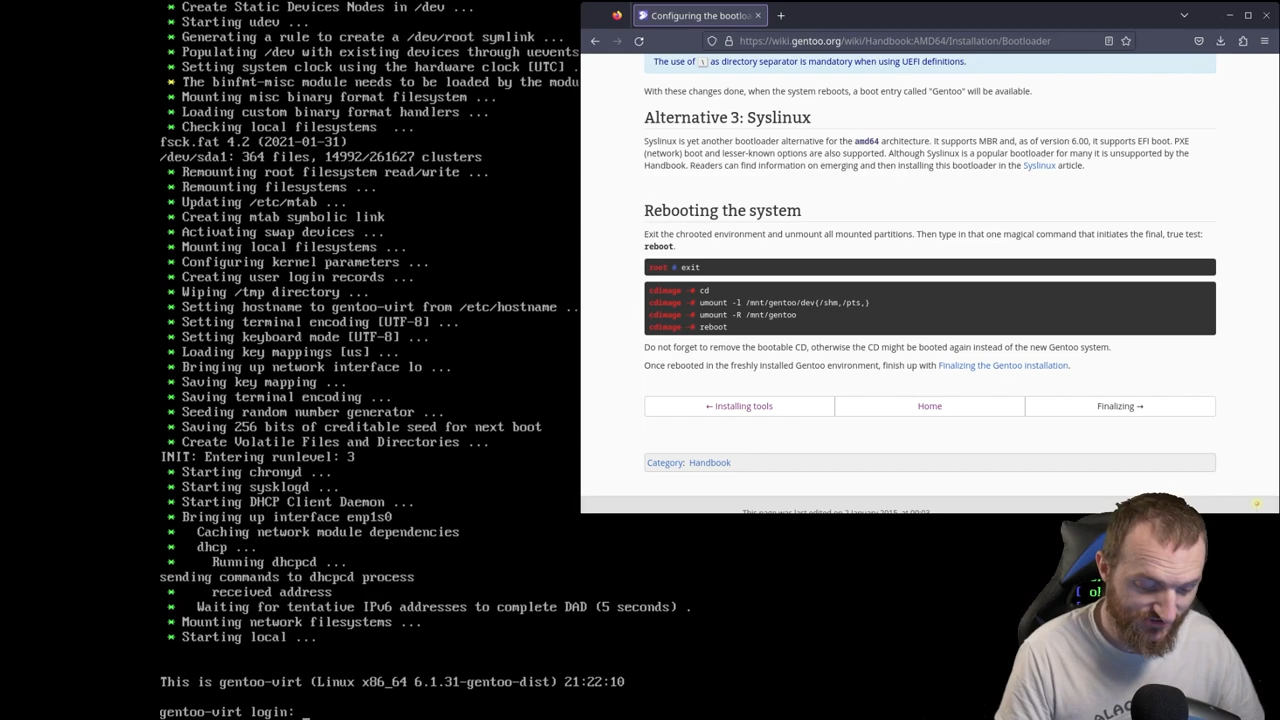 Create Static Devices Nodes in /dev ...
* Starting udev ...
* Generating a rule to create a /dev/root symlink ...
* Populating /dev with existing devices through uevents
* Setting system clock using the hardware clock [UTC] .
* The binfmt-misc module needs to be loaded by the modu
* Mounting misc binary format filesystem ...
* Loading custom binary format handlers ...
* Checking local filesystems ...
fsck.fat 4.2 (2021-01-31)
/dev/sda1: 364 files, 14992/261627 clusters
* Remounting root filesystem read/write ...
* Remounting filesystems ...
* Updating /etc/mtab ...
* Creating mtab symbolic link
* Activating swap devices ...
* Mounting local filesystems ...
* Configuring kernel parameters ...
* Creating user login records ...
* Wiping /tmp directory ...
* Setting hostname to gentoo-virt from /etc/hostname ..
* Setting terminal encoding [UTF-8] ...
* Setting keyboard mode [UTF-8] ...
* Loading key mappings [us] ...
* Bringing up network interface lo ...
* Saving key mapping ...
* Saving terminal encoding ...
* Seeding random number generator ...
* Saving 256 bits of creditable seed for next boot
* Create Volatile Files and Directories ...
INIT: Entering runlevel: 3
* Starting chronyd ...
* Starting sysklogd ...
* Starting DHCP Client Daemon ...
* Bringing up interface enp1s0
* Caching network module dependencies
* dhcp ...
* Running dhcpcd ...
sending commands to dhcpcd process
* received address
* Waiting for tentative IPv6 addresses to complete DAD (5 seconds) .
* Mounting network filesystems ...
* Starting local ...
This is gentoo-virt (Linux x86_64 6.1.31-gentoo-dist) 21:22:10
gentoo-virt login: _
Configuring the bootloa
https://wiki.gentoo.org/wiki/Handbook:AMD64/Installation/Bootloader
The use of \ as directory separator is mandatory when using UEFI definitions.
With these changes done, when the system reboots, a boot entry called "Gentoo" will be available.
Alternative 3: Syslinux
Syslinux is yet another bootloader alternative for the amd64 architecture. It supports MBR and, as of version 6.00, it supports EFI boot. PXE
(network) boot and lesser-known options are also supported. Although Syslinux is a popular bootloader for many it is unsupported by the
Handbook. Readers can find information on emerging and then installing this bootloader in the Syslinux article.
Rebooting the system
Exit the chrooted environment and unmount all mounted partitions. Then type in that one magical command that initiates the final, true test:
reboot.
root # exit
cdimage ~# cd
cdimage ~# umount -l /mnt/gentoo/dev{/shm,/pts,}
cdimage ~# umount -R /mnt/gentoo
cdimage ~# reboot
Do not forget to remove the bootable CD, otherwise the CD might be booted again instead of the new Gentoo system.
Once rebooted in the freshly installed Gentoo environment, finish up with Finalizing the Gentoo installation.
← Installing tools
Home
Finalizing →
Category: Handbook
This page was last edited on 2 January 2015, at 00:03